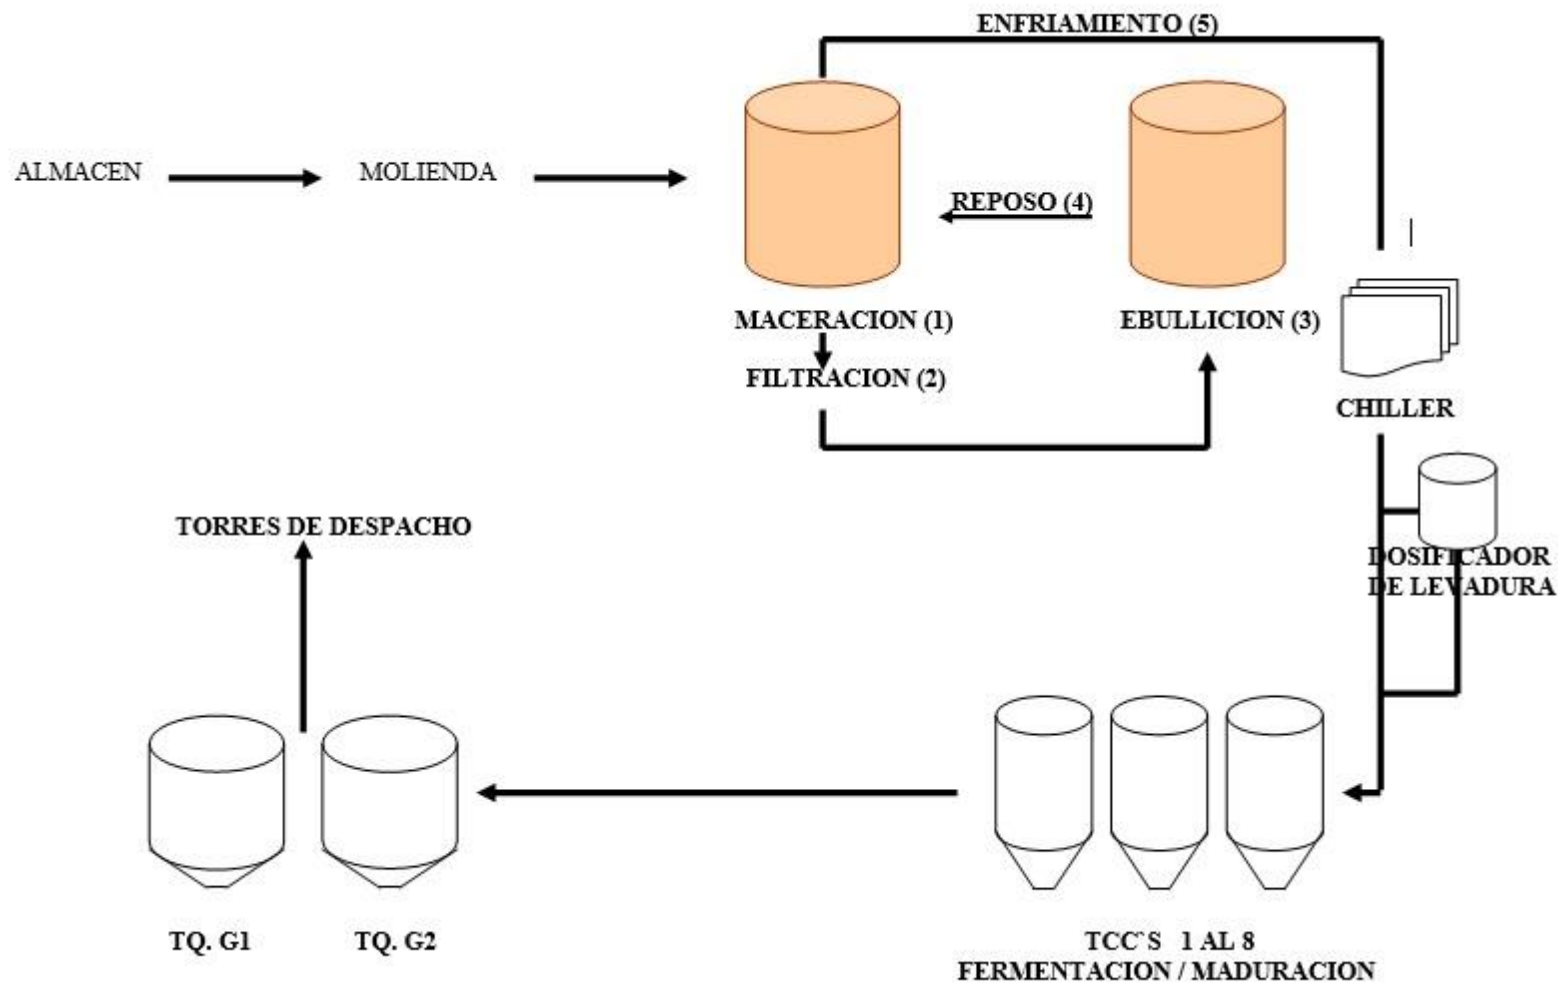 ENFRIAMIENTO (5)
ALMACEN
MOLIENDA
REPOSO (4)
MACERACION (1)
EBULLICION (3)
FILTRACION (2)
CHILLER
TORRES DE DESPACHO
DOSIFICADOR
DE LEVADURA
TQ. G1
TQ. G2
TCC`S 1 AL 8
FERMENTACION / MADURACION